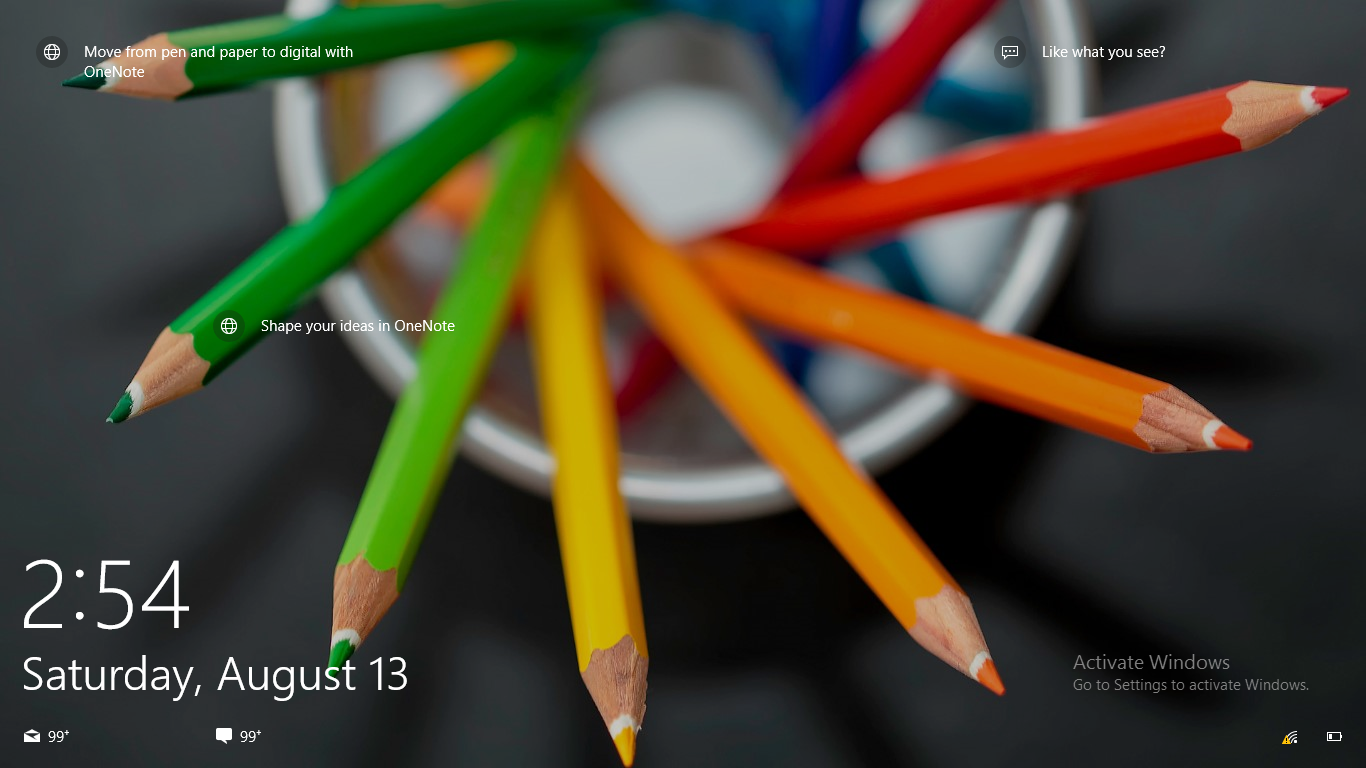 Move from pen and paper to digital with
OneNote
Like what you see?
Shape your ideas in OneNote
2:54
Saturday, August 13
99+
99+
Activate Windows
Go to Settings to activate Windows.